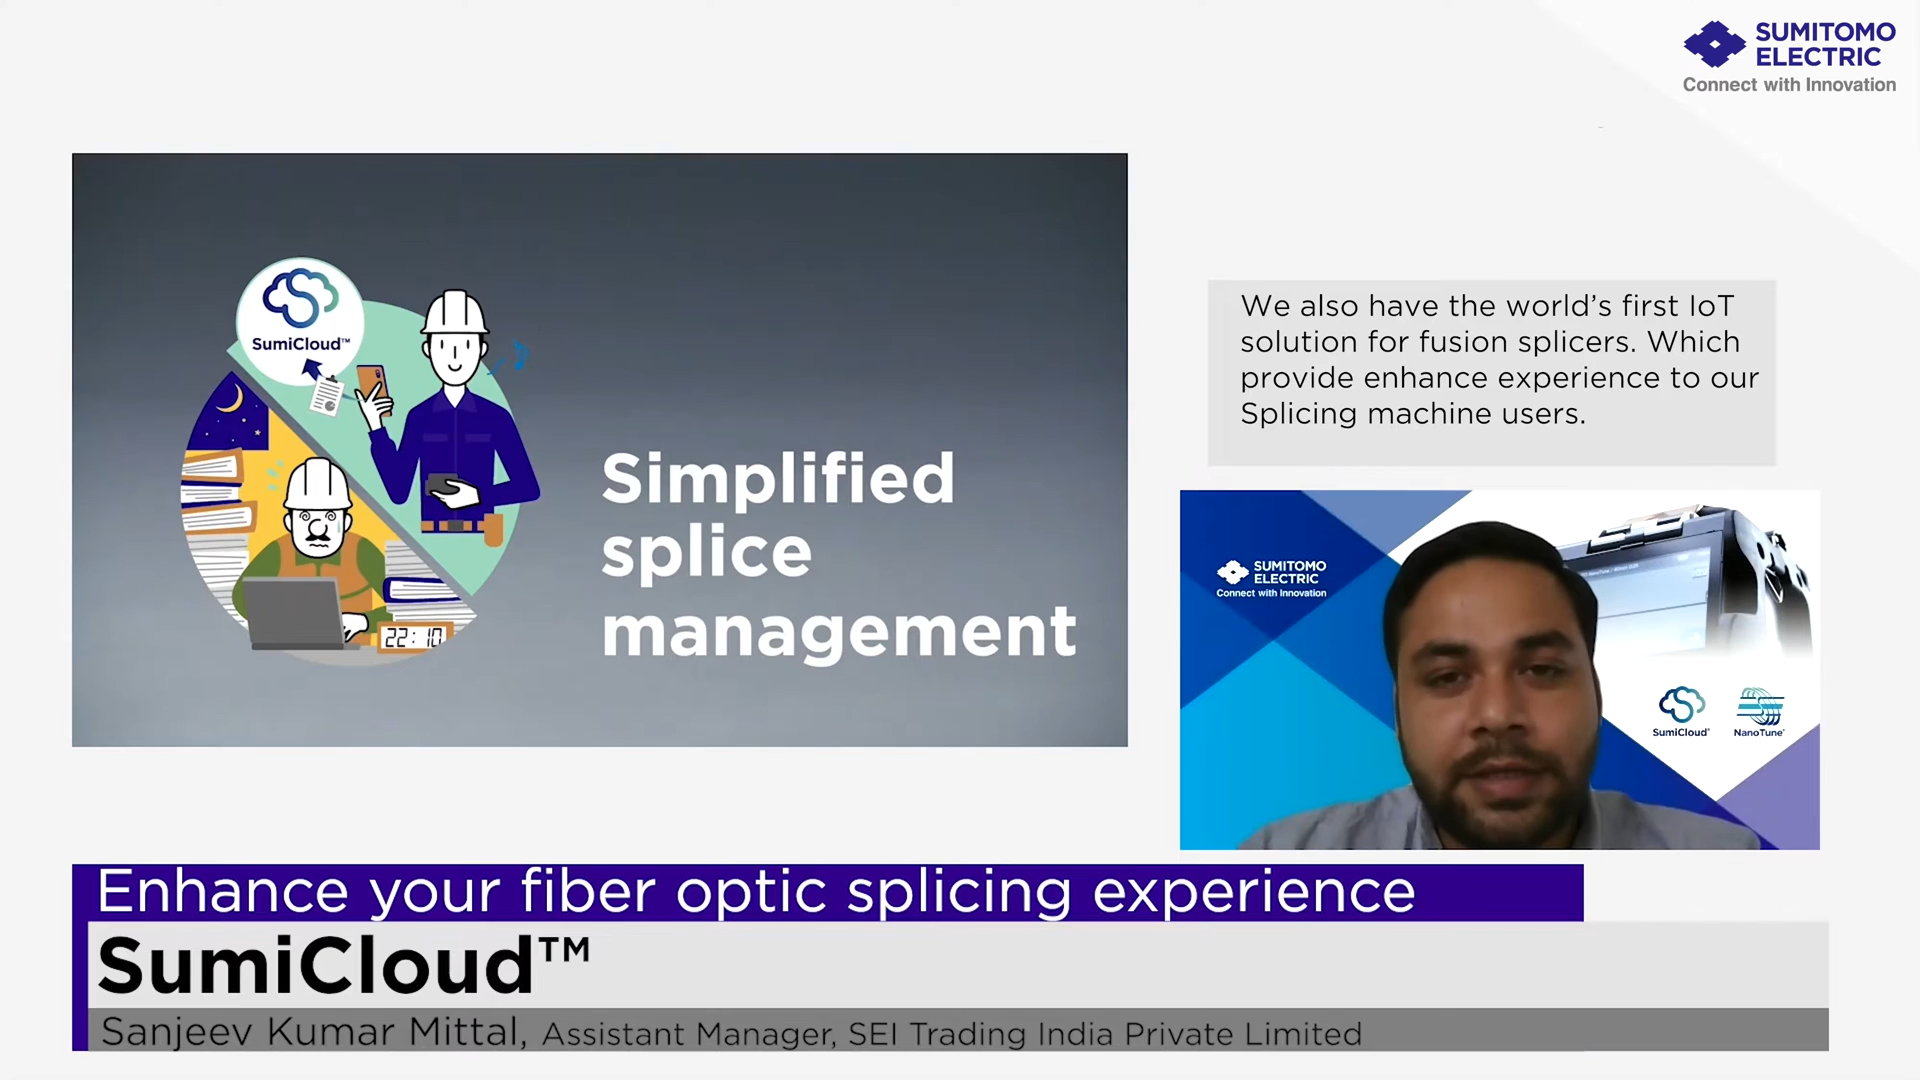 SUMITOMO
ELECTRIC
Connect with Innovation
SumiCloud™
22:10
Simplified
splice
management
We also have the world's first IoT
solution for fusion splicers. Which
provide enhance experience to our
Splicing machine users.
SUMITOMO
ELECTRIC
Connect with Innovation
SumiCloud®
NanoTune®
Enhance your fiber optic splicing experience
SumiCloud™
Sanjeev Kumar Mittal, Assistant Manager, SEI Trading India Private Limited